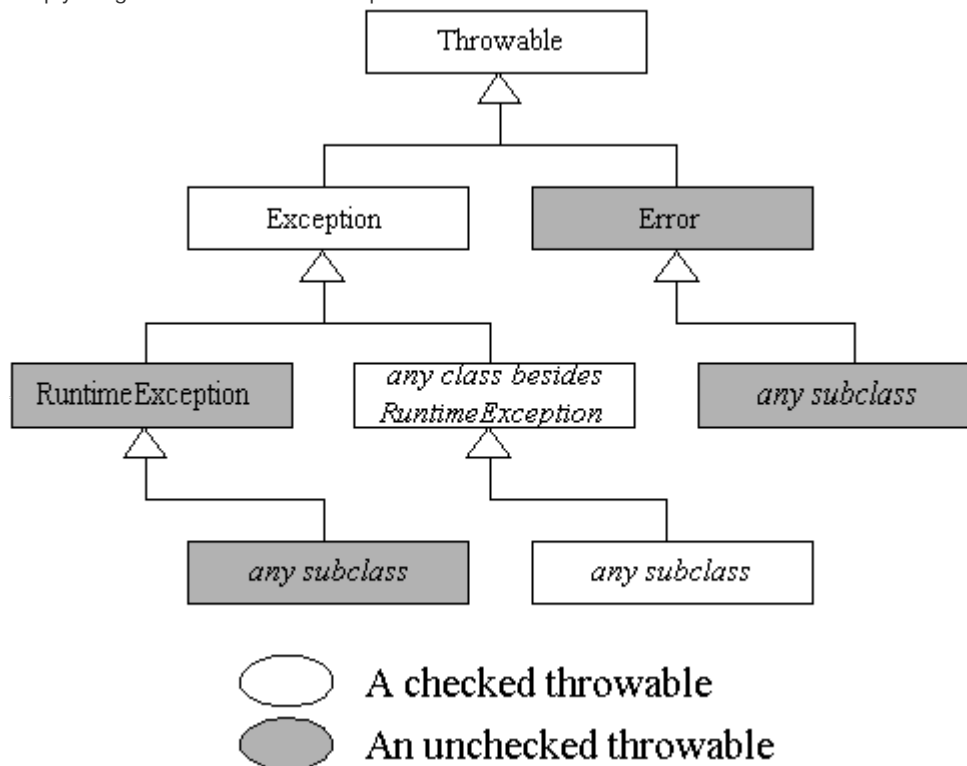 Throwable
Exception
Error
RuntimeException
any class besides
RuntimeException
any subclass
any subclass
any subclass
A checked throwable
An unchecked throwable